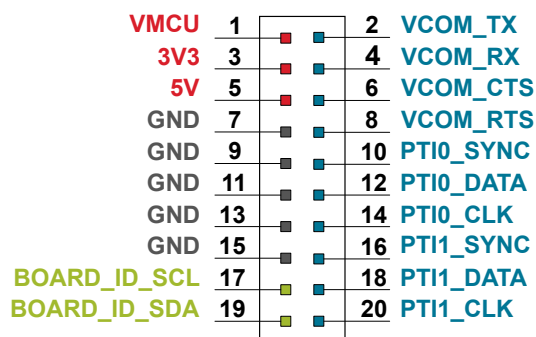 VMCU 1 2 VCOM_TX
3V3 3 4 VCOM_RX
5V 5 6 VCOM_CTS
GND 7 8 VCOM_RTS
GND 9 10 PTI0_SYNC
GND 11 12 PTI0_DATA
GND 13 14 PTI0_CLK
GND 15 16 PTI1_SYNC
BOARD_ID_SCL 17 18 PTI1_DATA
BOARD_ID_SDA 19 20 PTI1_CLK